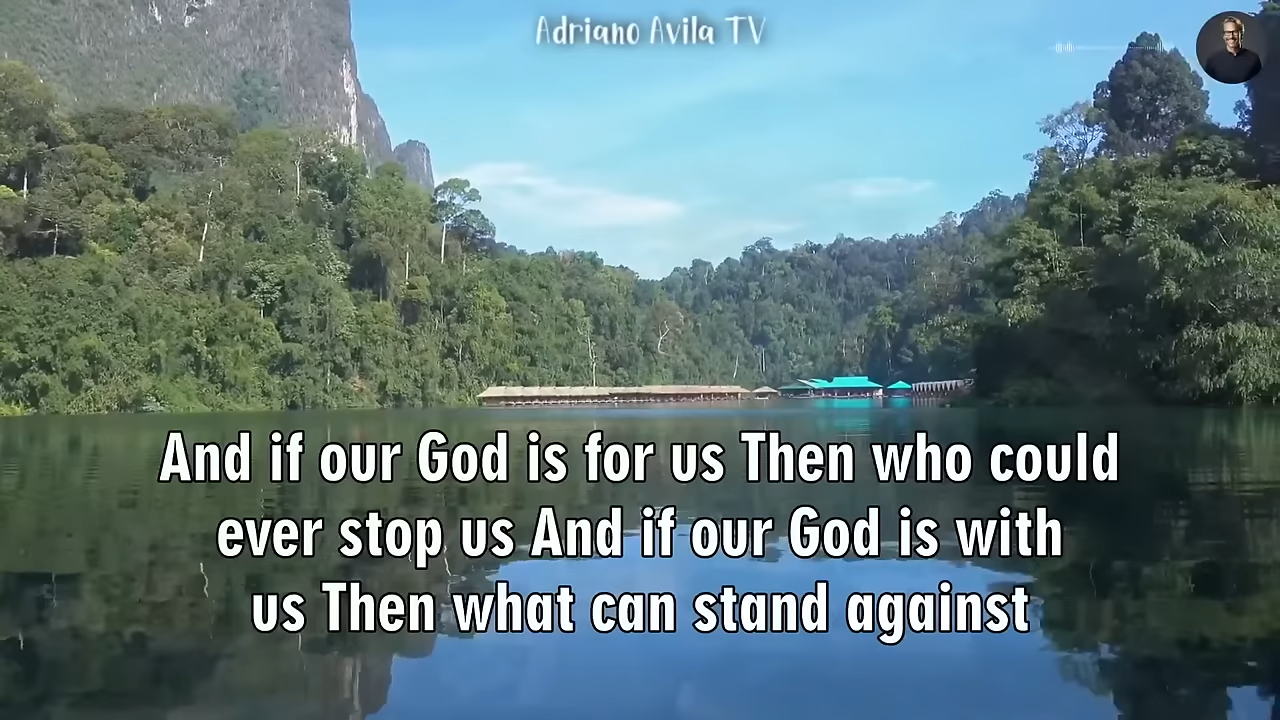 Adriano Avila TV
And if our God is for us Then who could
ever stop us And if our God is with
us Then what can stand against